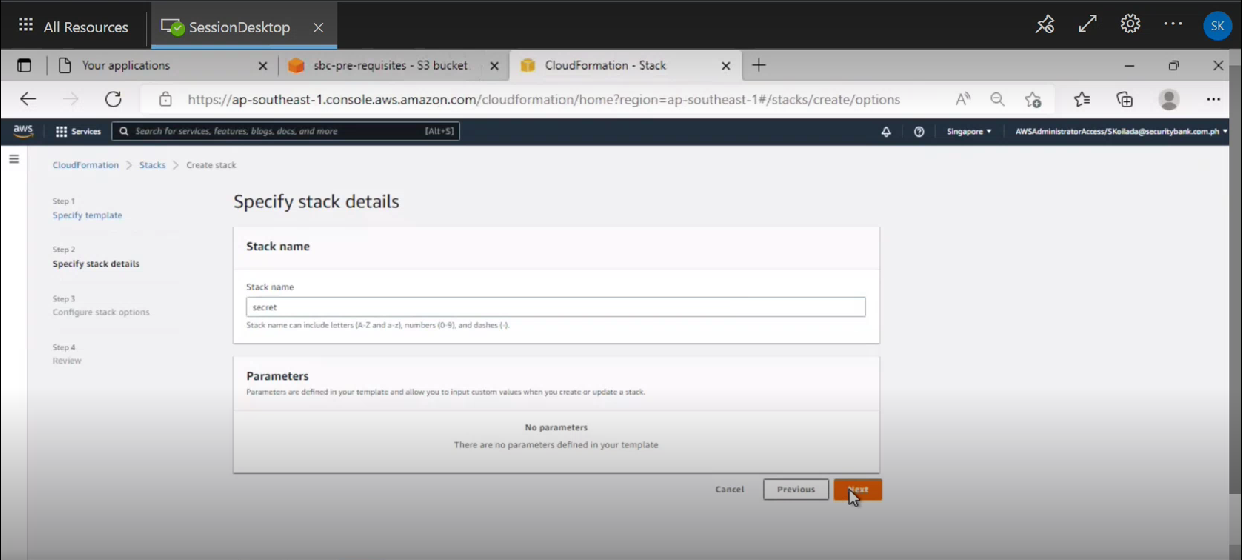 All Resources
SessionDesktop
SK
Your applications
sbc-pre-requisites - S3 bucket
CloudFormation - Stack
https://ap-southeast-1.console.aws.amazon.com/cloudformation/home?region=ap-southeast-1#/stacks/create/options
aws
Services
Search for services, features, blogs, docs, and more
[Alt+S]
Singapore
AWSAdministratorAccess/SKoilada@securitybank.com.ph
CloudFormation
Stacks
Create stack
Step 1
Specify template
Step 2
Specify stack details
Step 3
Configure stack options
Step 4
Review
Specify stack details
Stack name
Stack name
secret
Stack name can include letters (A-Z and a-z), numbers (0-9), and dashes (-).
Parameters
Parameters are defined in your template and allow you to input custom values when you create or update a stack.
No parameters
There are no parameters defined in your template
Cancel
Previous
Next